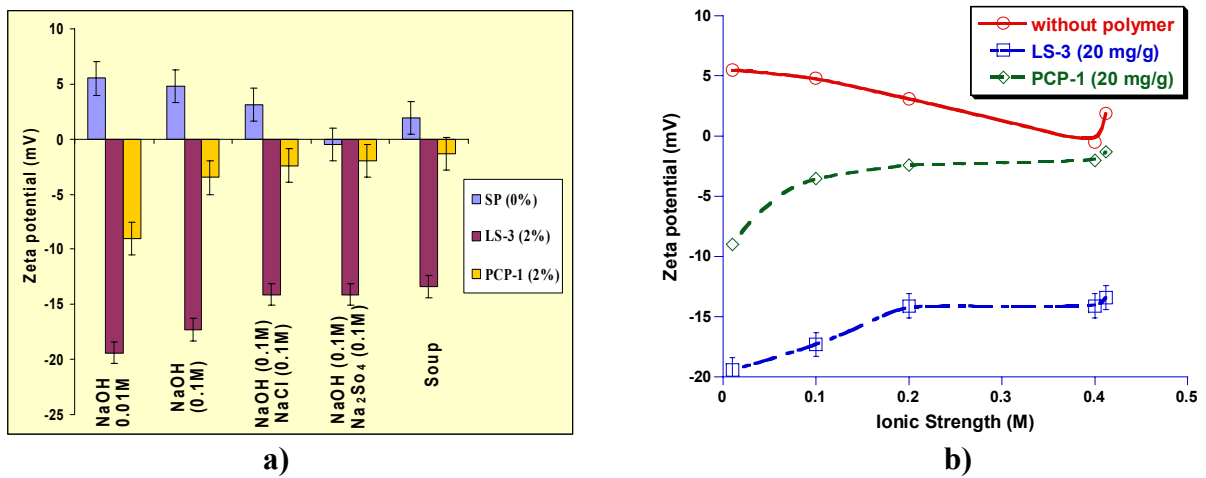 10
5
0
-5
-10
-15
-20
-25
Zeta potential (mV)
NaOH
0.01M
NaOH
(0.1M)
NaOH (0.1M)
NaCl (0.1M)
NaOH (0.1M)
Na₂So₄ (0.1M)
Soup
SP (0%)
LS-3 (2%)
PCP-1 (2%)
a)
without polymer
LS-3 (20 mg/g)
PCP-1 (20 mg/g)
10
5
0
-5
-10
-15
-20
Zeta potential (mV)
0 0.1 0.2 0.3 0.4 0.5
Ionic Strength (M)
b)